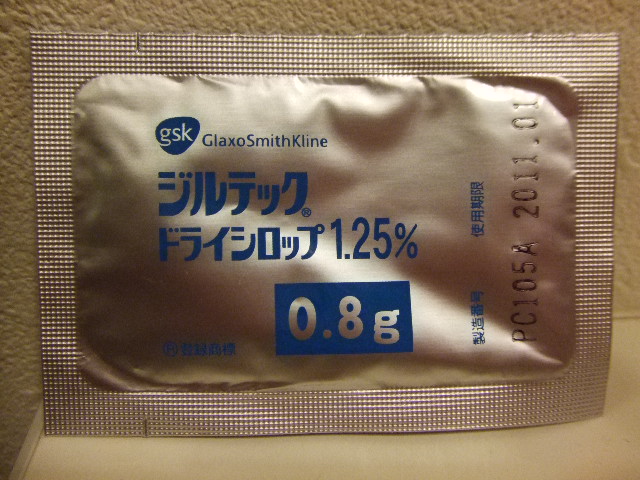 gsk GlaxoSmithKline
ジルテック®
ドライシロップ 1.25%
0.8g
Ⓡ登録商標
製造番号 使用期限
PC105A 2011.01